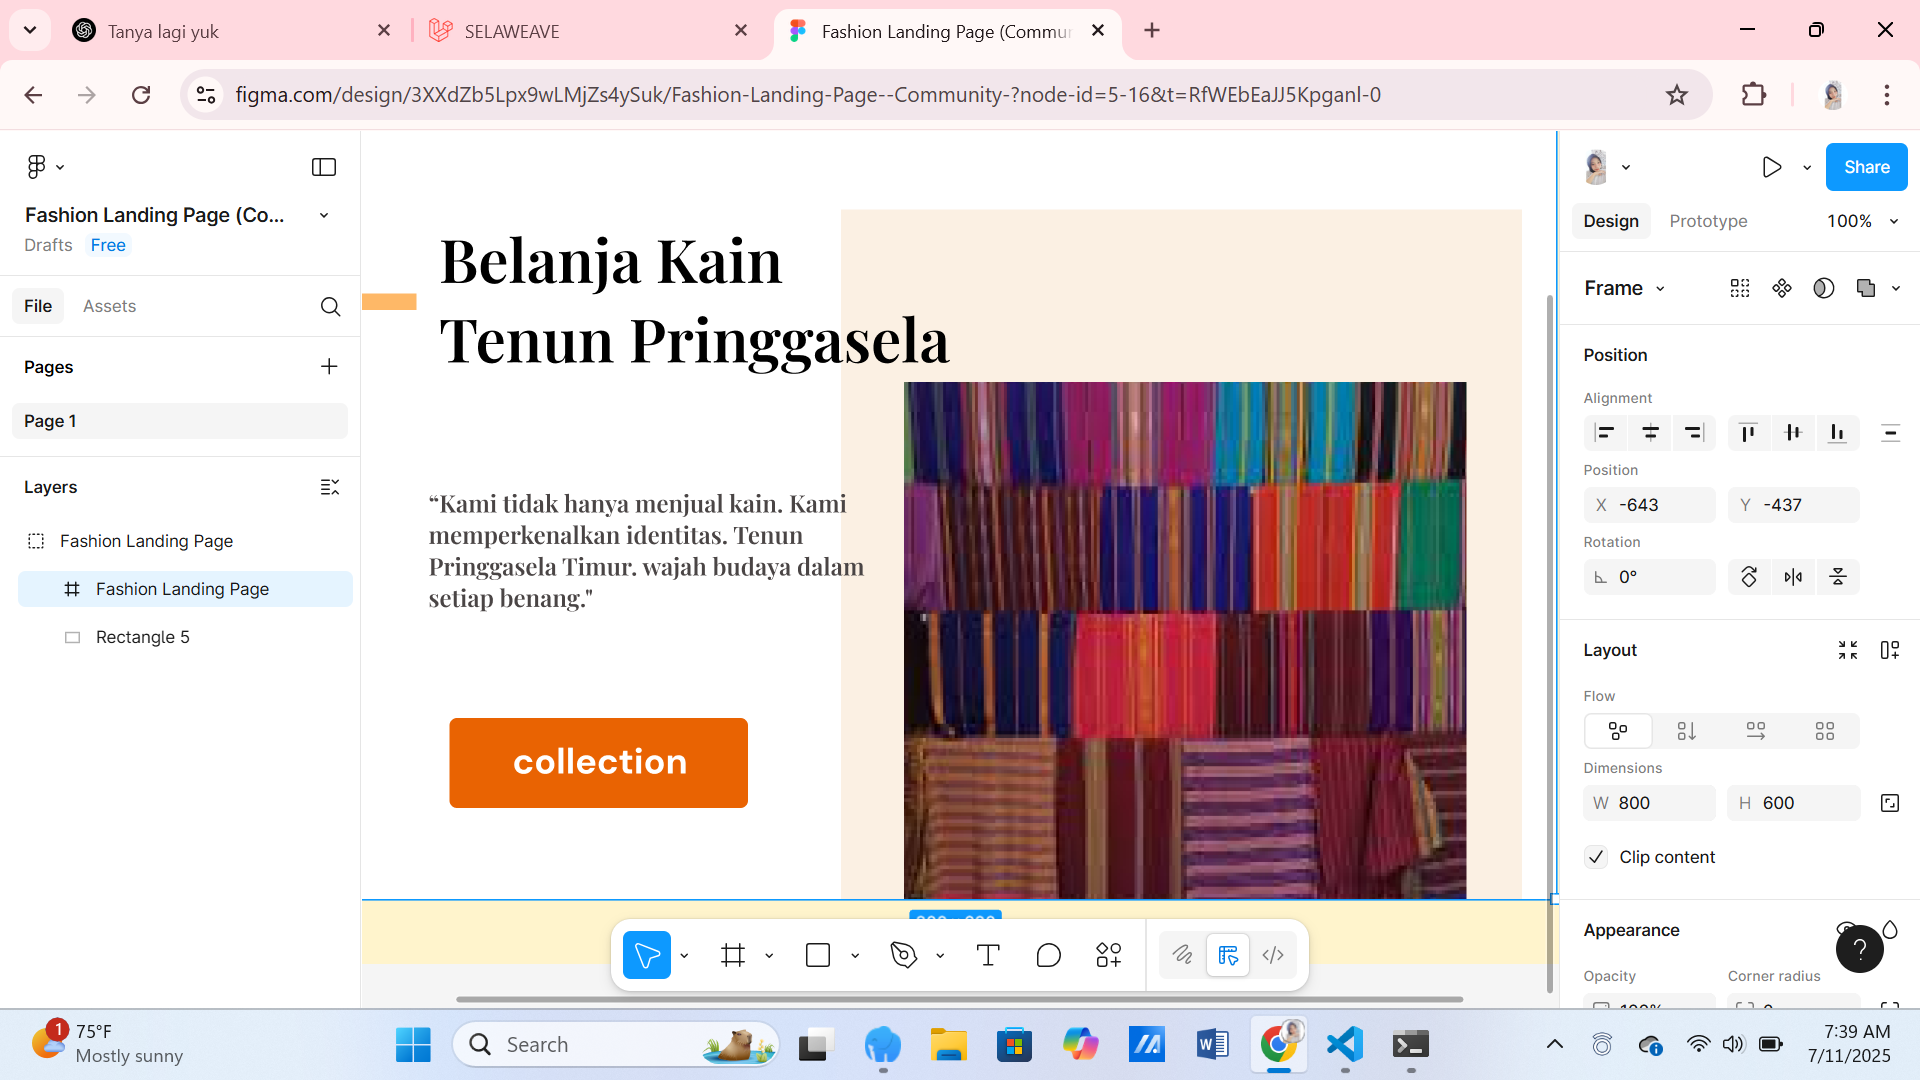 Tanya lagi yuk
SELAWEAVE
Fashion Landing Page (Commun
figma.com/design/3XXdZb5Lpx9wLMjZs4ySuk/Fashion-Landing-Page--Community-?node-id=5-16&t=RfWEbEaJJ5Kpganl-0
Fashion Landing Page (Co...
Drafts Free
File Assets
Pages
Page 1
Layers
Fashion Landing Page
Fashion Landing Page
Rectangle 5
Belanja Kain
Tenun Pringgasela
“Kami tidak hanya menjual kain. Kami
memperkenalkan identitas. Tenun
Pringgasela Timur. wajah budaya dalam
setiap benang."
collection
Share
Design Prototype 100%
Frame
Position
Alignment
Position
X -643 Y -437
Rotation
0°
Layout
Flow
Dimensions
W 800 H 600
Clip content
Appearance
?
Opacity Corner radius
1
75°F
Mostly sunny
Search
7:39 AM
7/11/2025